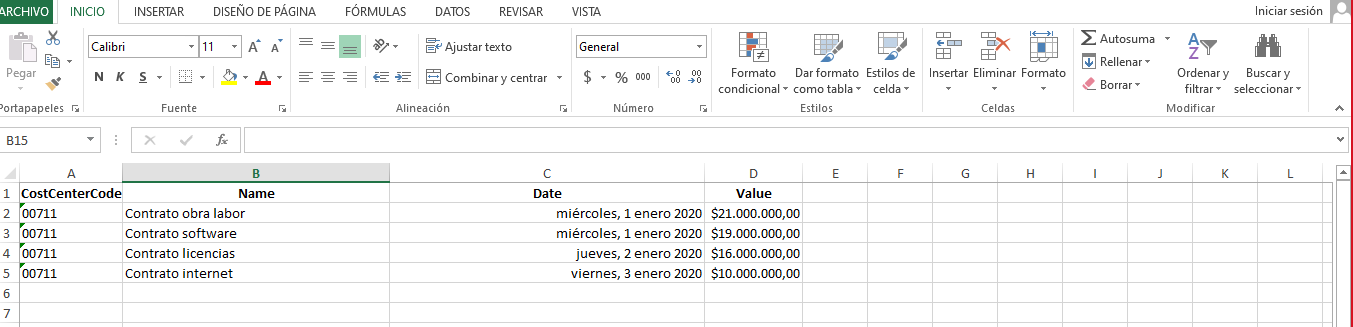 ARCHIVO INICIO INSERTAR DISEÑO DE PÁGINA FÓRMULAS DATOS REVISAR VISTA Iniciar sesión
Calibri 11 A A Ajustar texto General Autosuma
Pegar Rellenar
N K S A Combinar y centrar $ % 000 Formato condicional Dar formato como tabla Estilos de celda Insertar Eliminar Formato Borrar Ordenar y filtrar Buscar y seleccionar
Portapapeles Fuente Alineación Número Estilos Celdas Modificar
B15 fx
A B C D E F G H I J K L
1 CostCenterCode Name Date Value
2 00711 Contrato obra labor miércoles, 1 enero 2020 $21.000.000,00
3 00711 Contrato software miércoles, 1 enero 2020 $19.000.000,00
4 00711 Contrato licencias jueves, 2 enero 2020 $16.000.000,00
5 00711 Contrato internet viernes, 3 enero 2020 $10.000.000,00
6
7